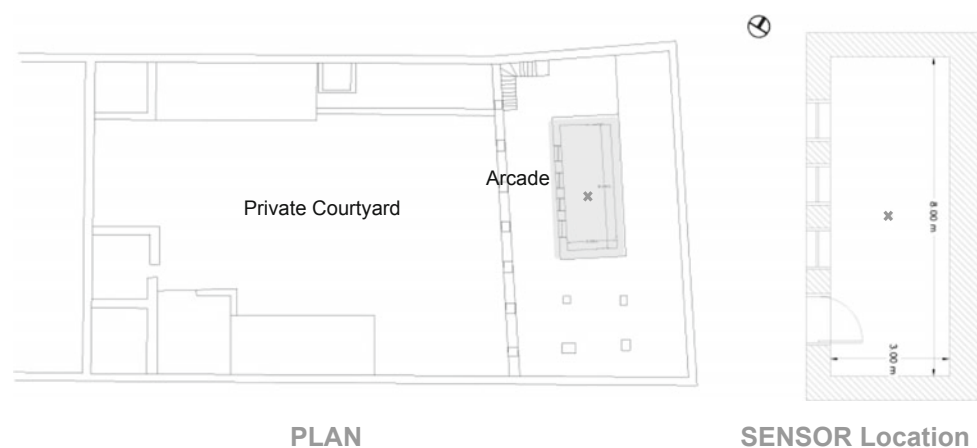 Arcade
Private Courtyard
8.00 m
3.00 m
PLAN
SENSOR Location